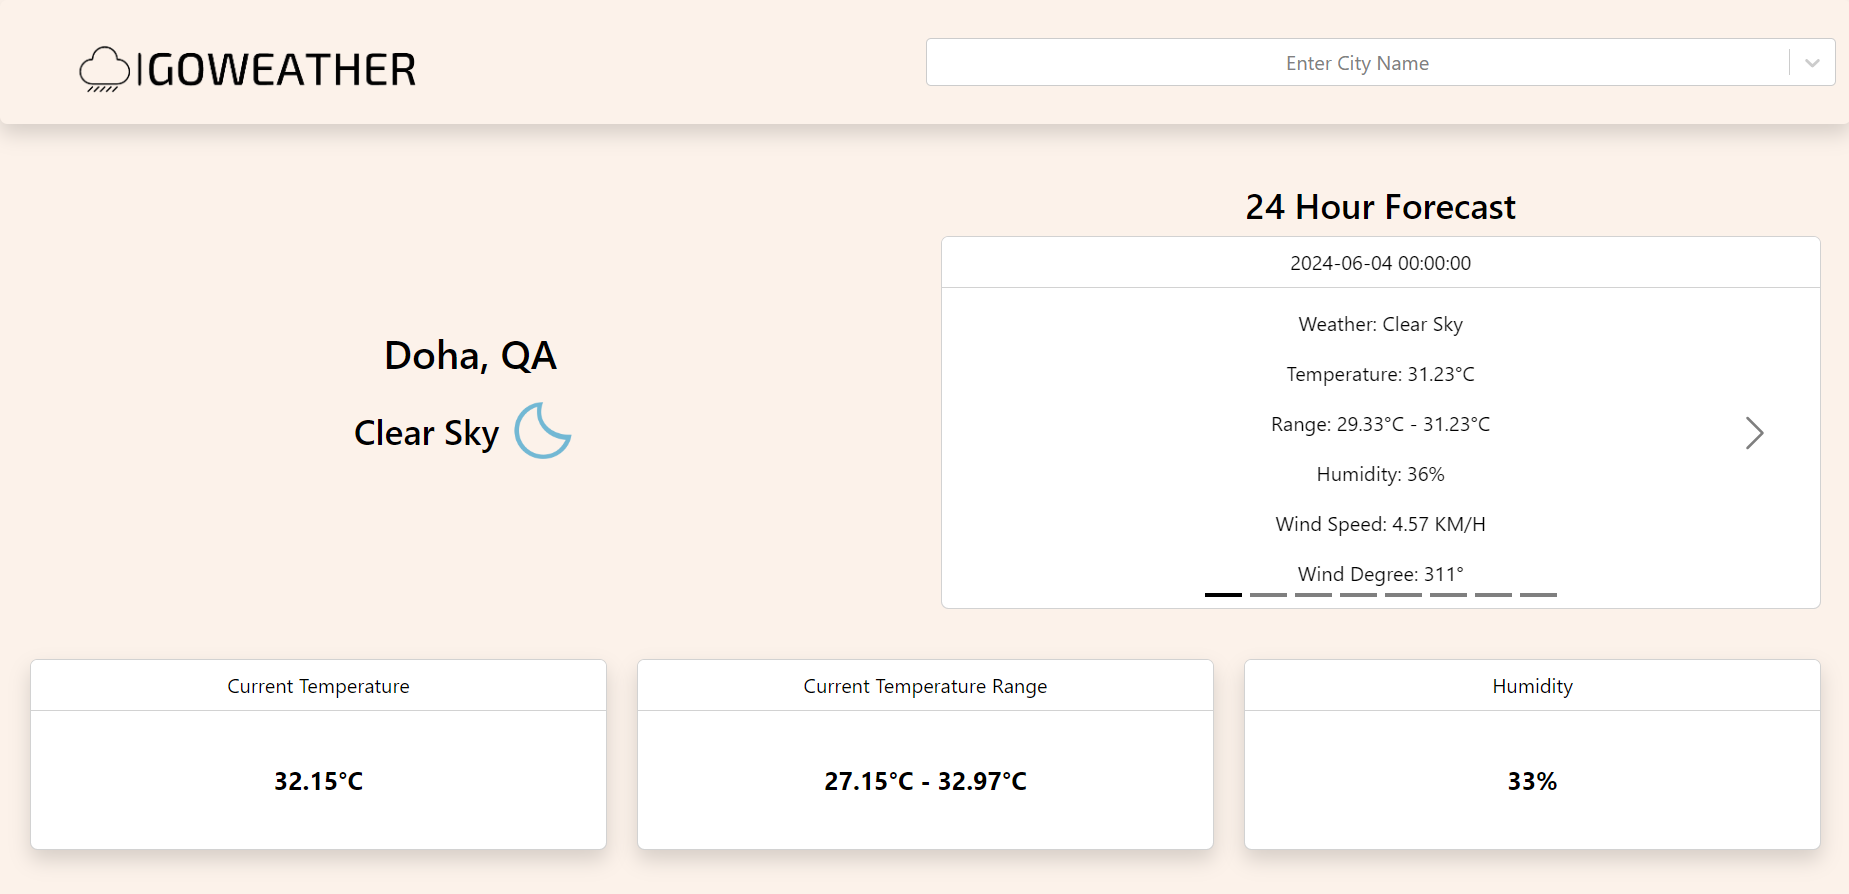 IGOWEATHER
Enter City Name
24 Hour Forecast
2024-06-04 00:00:00
Weather: Clear Sky
Temperature: 31.23°C
Range: 29.33°C - 31.23°C
Humidity: 36%
Wind Speed: 4.57 KM/H
Wind Degree: 311°
Doha, QA
Clear Sky
Current Temperature
32.15°C
Current Temperature Range
27.15°C - 32.97°C
Humidity
33%